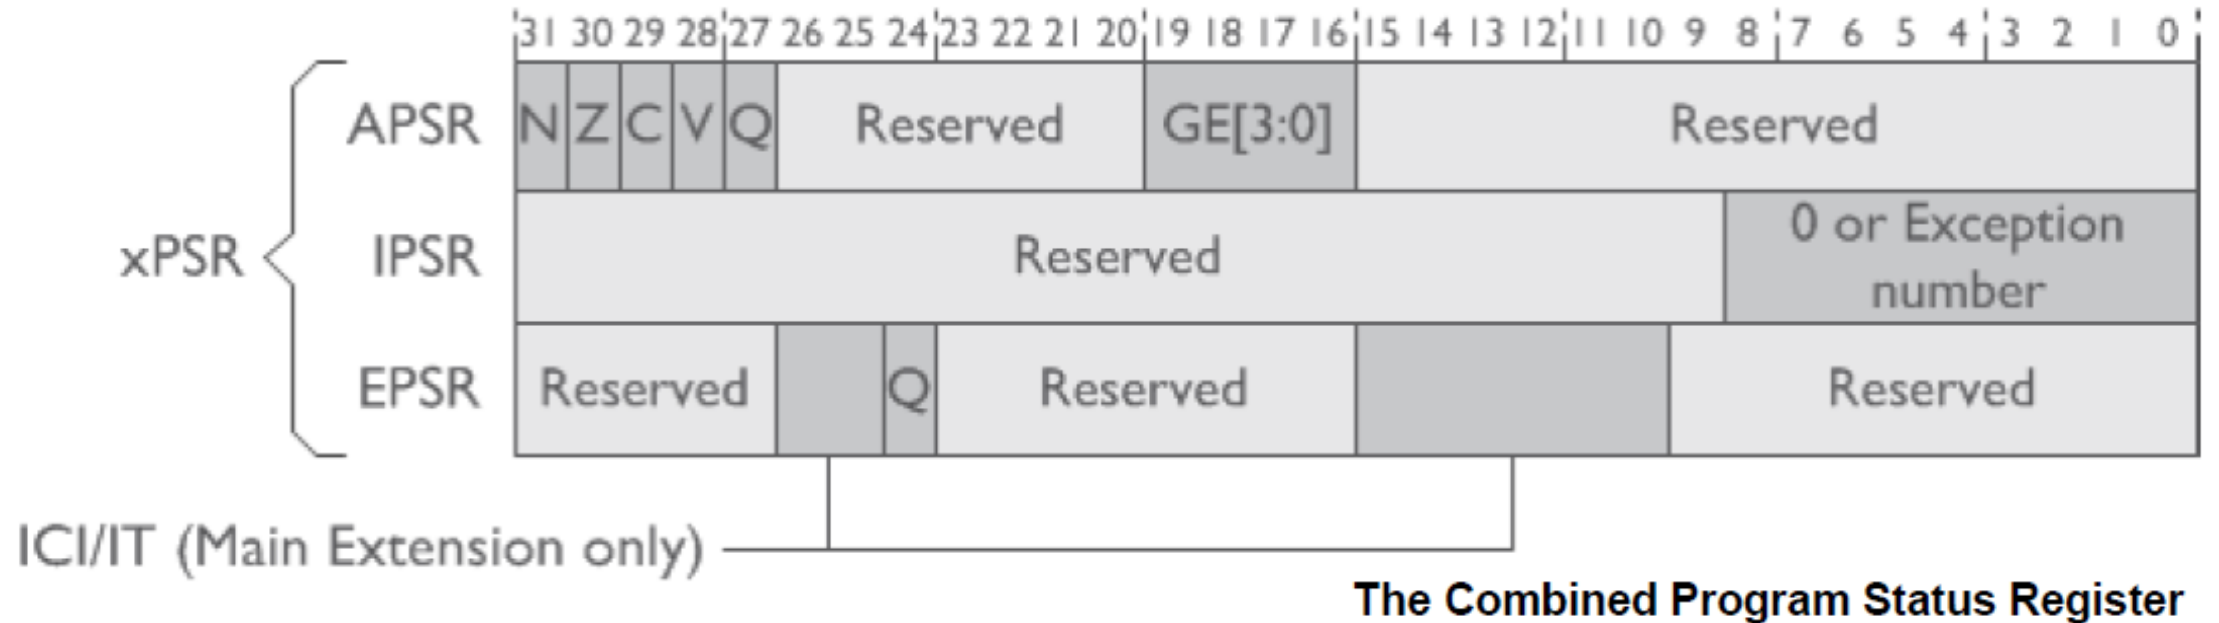 31 30 29 28 27 26 25 24 23 22 21 20 19 18 17 16 15 14 13 12 11 10 9 8 7 6 5 4 3 2 1 0
APSR N Z C V Q Reserved GE[3:0] Reserved
xPSR IPSR Reserved 0 or Exception
number
EPSR Reserved Q Reserved Reserved
ICI/IT (Main Extension only)
The Combined Program Status Register